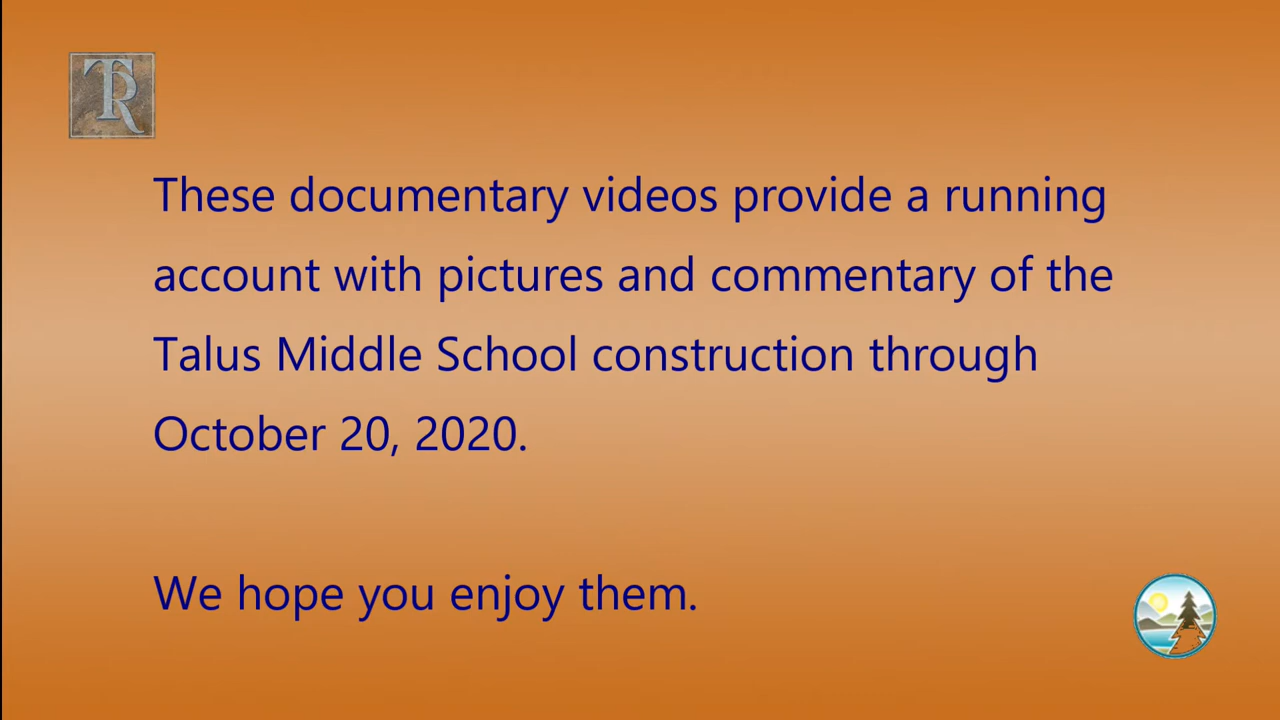 TR
These documentary videos provide a running
account with pictures and commentary of the
Talus Middle School construction through
October 20, 2020.
We hope you enjoy them.